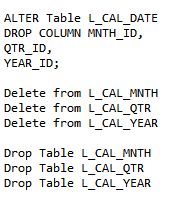 ALTER Table L_CAL_DATE
DROP COLUMN MNTH_ID,
QTR_ID,
YEAR_ID;
Delete from L_CAL_MNTH
Delete from L_CAL_QTR
Delete from L_CAL_YEAR
Drop Table L_CAL_MNTH
Drop Table L_CAL_QTR
Drop Table L_CAL_YEAR